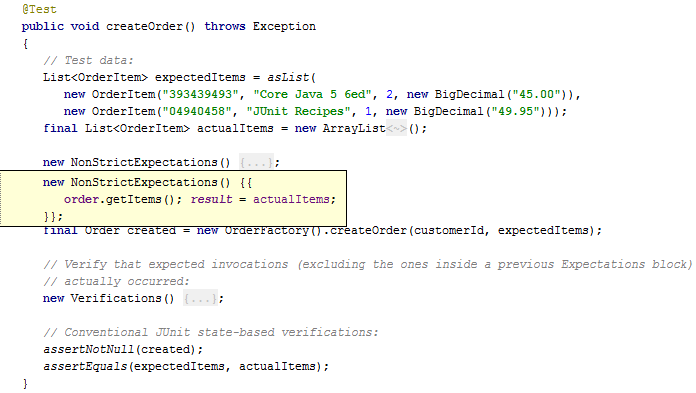 @Test
public void createOrder() throws Exception
{
// Test data:
List<OrderItem> expectedItems = asList(
new OrderItem("393439493", "Core Java 5 6ed", 2, new BigDecimal("45.00")),
new OrderItem("04940458", "JUnit Recipes", 1, new BigDecimal("49.95")));
final List<OrderItem> actualItems = new ArrayList<~>();
new NonStrictExpectations() {...};
new NonStrictExpectations() {{
order.getItems(); result = actualItems;
}};
final Order created = new OrderFactory().createOrder(customerId, expectedItems);
// Verify that expected invocations (excluding the ones inside a previous Expectations block)
// actually occurred:
new Verifications() {...};
// Conventional JUnit state-based verifications:
assertNotNull(created);
assertEquals(expectedItems, actualItems);
}